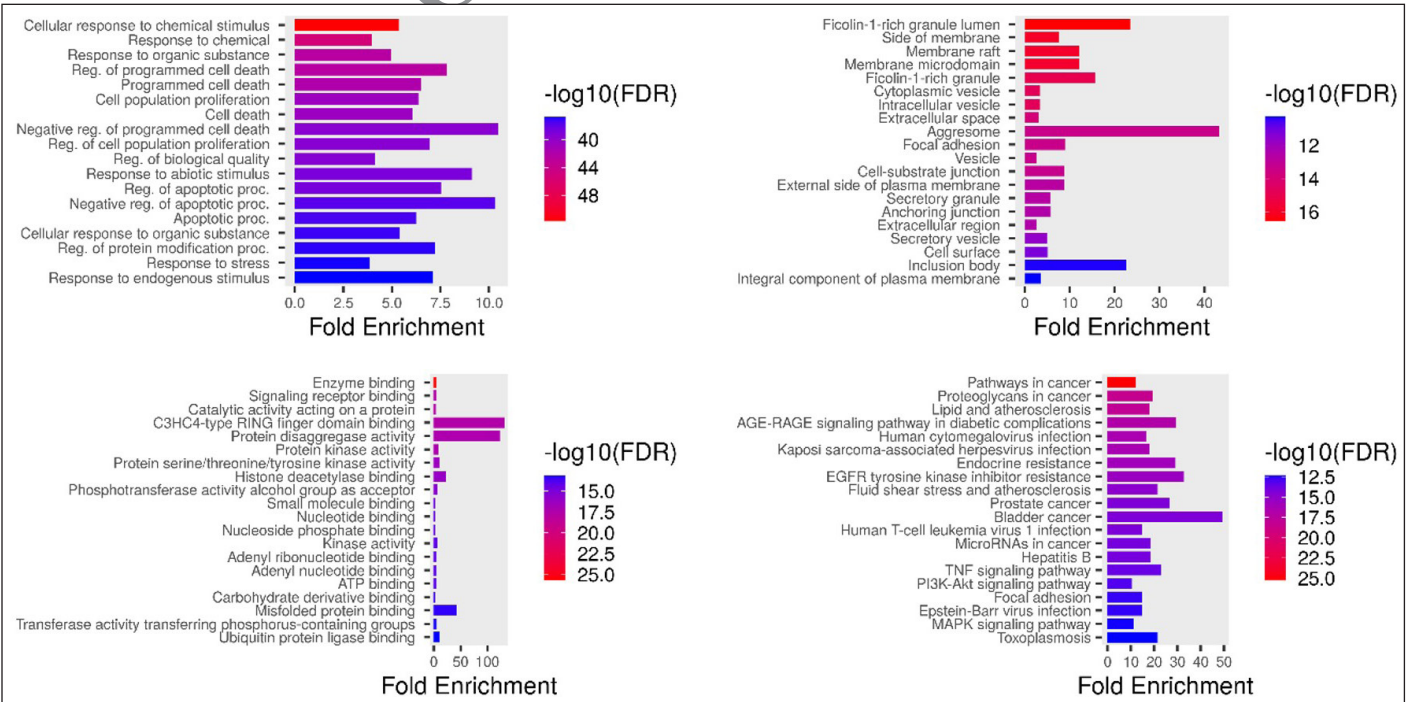 Cellular response to chemical stimulus
Response to chemical
Response to organic substance
Reg. of programmed cell death
Programmed cell death
Cell population proliferation
Cell death
Negative reg. of programmed cell death
Reg. of cell population proliferation
Reg. of biological quality
Response to abiotic stimulus
Reg. of apoptotic proc.
Negative reg. of apoptotic proc.
Apoptotic proc.
Cellular response to organic substance
Reg. of protein modification proc.
Response to stress
Response to endogenous stimulus
0.0 2.5 5.0 7.5 10.0
Fold Enrichment
-log10(FDR)
40
44
48
Ficolin-1-rich granule lumen
Side of membrane
Membrane raft
Membrane microdomain
Ficolin-1-rich granule
Cytoplasmic vesicle
Intracellular vesicle
Extracellular space
Aggresome
Focal adhesion
Vesicle
Cell-substrate junction
External side of plasma membrane
Secretory granule
Anchoring junction
Extracellular region
Secretory vesicle
Cell surface
Inclusion body
Integral component of plasma membrane
0 10 20 30 40
Fold Enrichment
-log10(FDR)
12
14
16
Enzyme binding
Signaling receptor binding
Catalytic activity acting on a protein
C3HC4-type RING finger domain binding
Protein disaggregase activity
Protein kinase activity
Protein serine/threonine/tyrosine kinase activity
Histone deacetylase binding
Phosphotransferase activity alcohol group as acceptor
Small molecule binding
Nucleotide binding
Nucleoside phosphate binding
Kinase activity
Adenyl ribonucleotide binding
Adenyl nucleotide binding
ATP binding
Carbohydrate derivative binding
Misfolded protein binding
Transferase activity transferring phosphorus-containing groups
Ubiquitin protein ligase binding
0 50 100
Fold Enrichment
-log10(FDR)
15.0
17.5
20.0
22.5
25.0
Pathways in cancer
Proteoglycans in cancer
Lipid and atherosclerosis
AGE-RAGE signaling pathway in diabetic complications
Human cytomegalovirus infection
Kaposi sarcoma-associated herpesvirus infection
Endocrine resistance
EGFR tyrosine kinase inhibitor resistance
Fluid shear stress and atherosclerosis
Prostate cancer
Bladder cancer
Human T-cell leukemia virus 1 infection
MicroRNAs in cancer
Hepatitis B
TNF signaling pathway
PI3K-Akt signaling pathway
Focal adhesion
Epstein-Barr virus infection
MAPK signaling pathway
Toxoplasmosis
0 10 20 30 40 50
Fold Enrichment
-log10(FDR)
12.5
15.0
17.5
20.0
22.5
25.0